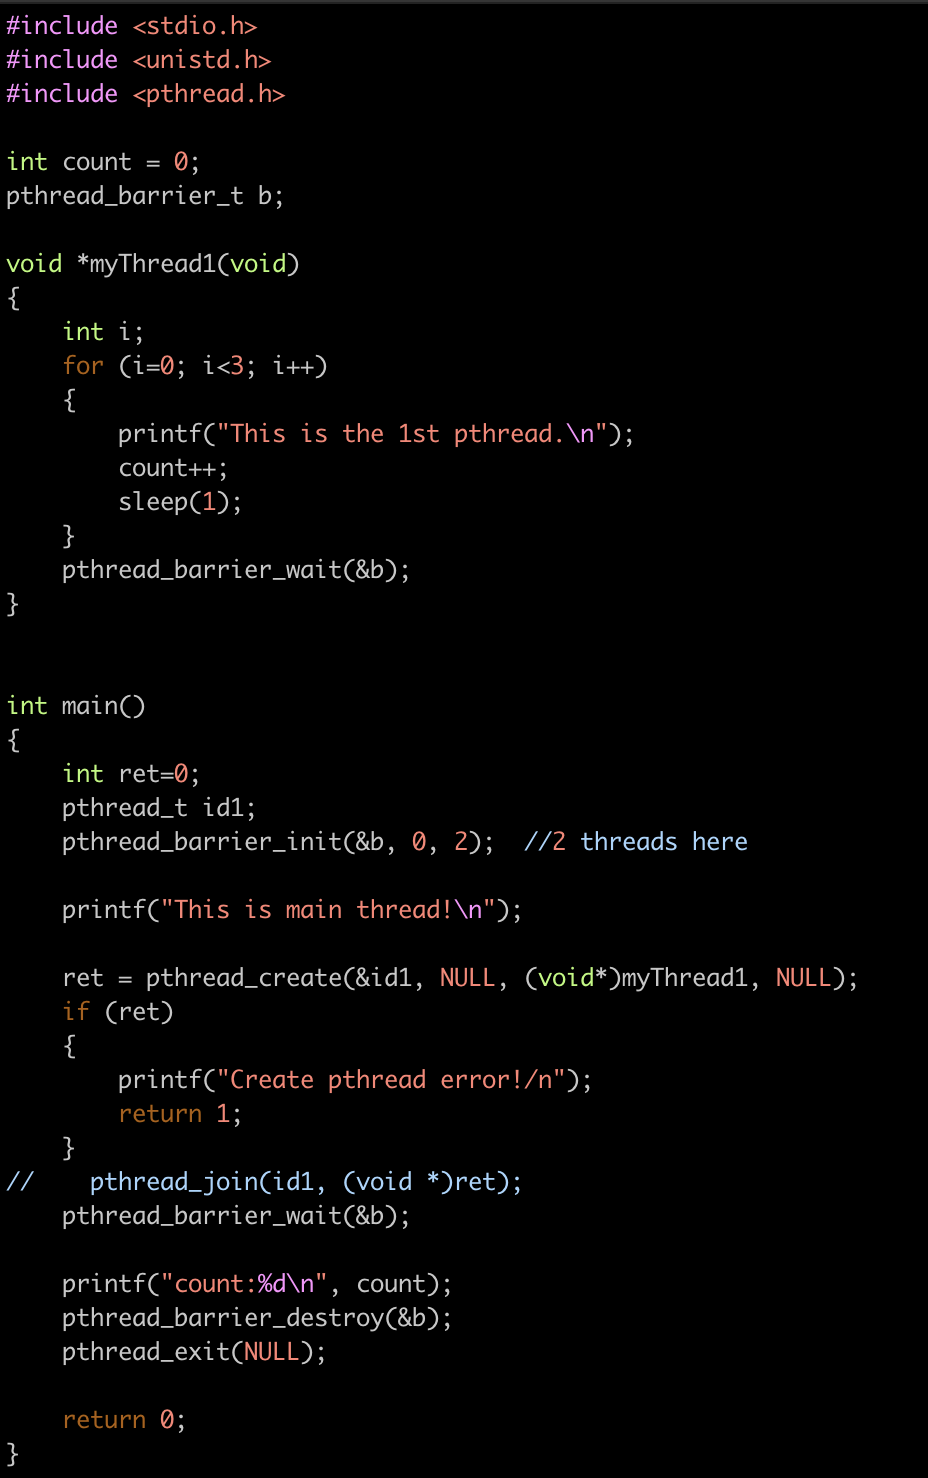 #include <stdio.h>
#include <unistd.h>
#include <pthread.h>

int count = 0;
pthread_barrier_t b;

void *myThread1(void)
{
    int i;
    for (i=0; i<3; i++)
    {
        printf("This is the 1st pthread.\n");
        count++;
        sleep(1);
    }
    pthread_barrier_wait(&b);
}


int main()
{
    int ret=0;
    pthread_t id1;
    pthread_barrier_init(&b, 0, 2);  //2 threads here

    printf("This is main thread!\n");

    ret = pthread_create(&id1, NULL, (void*)myThread1, NULL);
    if (ret)
    {
        printf("Create pthread error!/n");
        return 1;
    }
//    pthread_join(id1, (void *)ret);
    pthread_barrier_wait(&b);

    printf("count:%d\n", count);
    pthread_barrier_destroy(&b);
    pthread_exit(NULL);

    return 0;
}